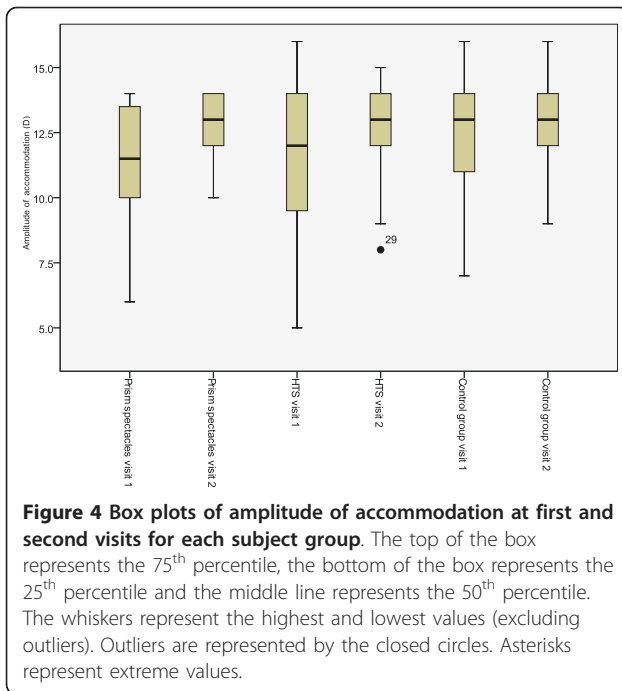 15.0
12.5
10.0
7.5
5.0
Amplitude of accommodation (D)
29
Prism spectacles visit 1
Prism spectacles visit 2
HTS visit 1
HTS visit 2
Control group visit 1
Control group visit 2
Figure 4 Box plots of amplitude of accommodation at first and
second visits for each subject group. The top of the box
represents the 75th percentile, the bottom of the box represents the
25th percentile and the middle line represents the 50th percentile.
The whiskers represent the highest and lowest values (excluding
outliers). Outliers are represented by the closed circles. Asterisks
represent extreme values.